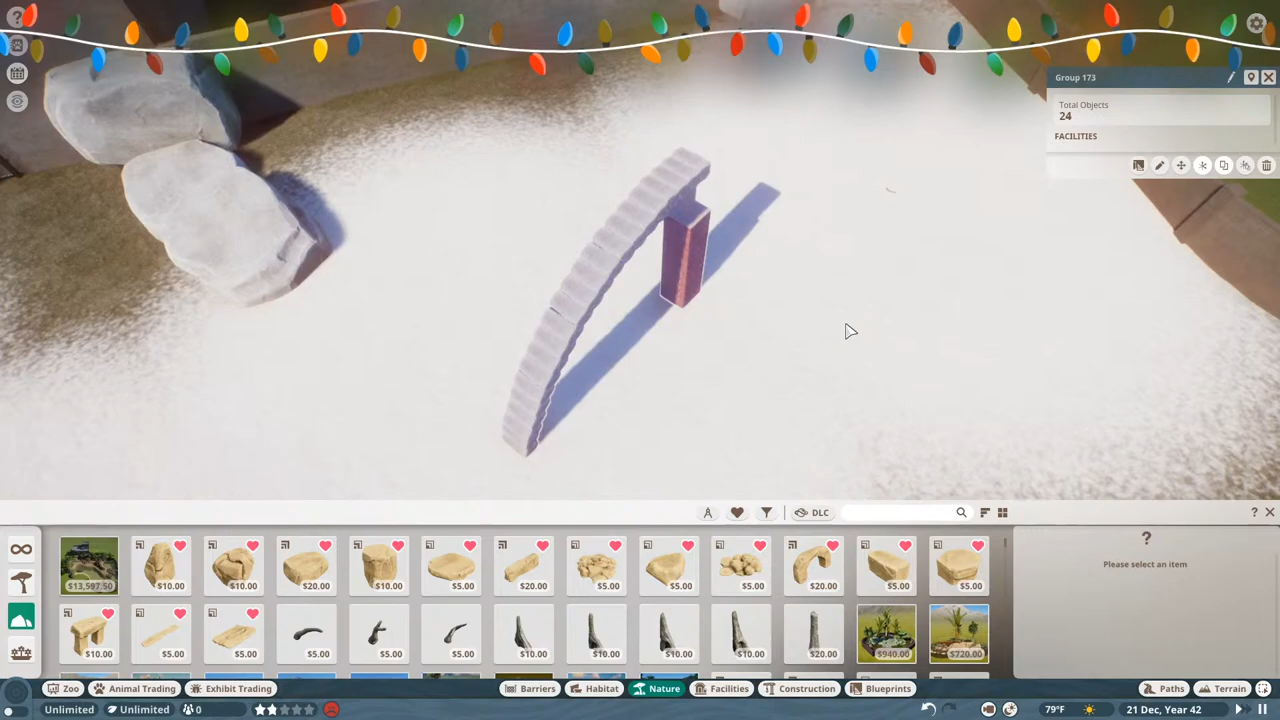 Group 173
Total Objects
24
FACILITIES
DLC
?
$13,597.50
$10.00
$10.00
$20.00
$10.00
$5.00
$20.00
$5.00
$5.00
$5.00
$20.00
$5.00
$5.00
Please select an item
$10.00
$5.00
$5.00
$5.00
$5.00
$5.00
$10.00
$10.00
$10.00
$10.00
$20.00
$940.00
$720.00
Zoo
Animal Trading
Exhibit Trading
Barriers
Habitat
Nature
Facilities
Construction
Blueprints
Paths
Terrain
Unlimited
Unlimited
0
79°F
21 Dec, Year 42